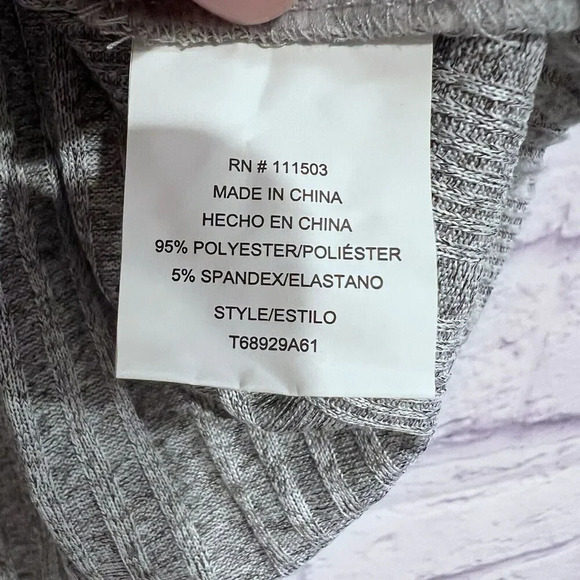 RN # 111503
MADE IN CHINA
HECHO EN CHINA
95% POLYESTER/POLIÉSTER
5% SPANDEX/ELASTANO
STYLE/ESTILO
T68929A61